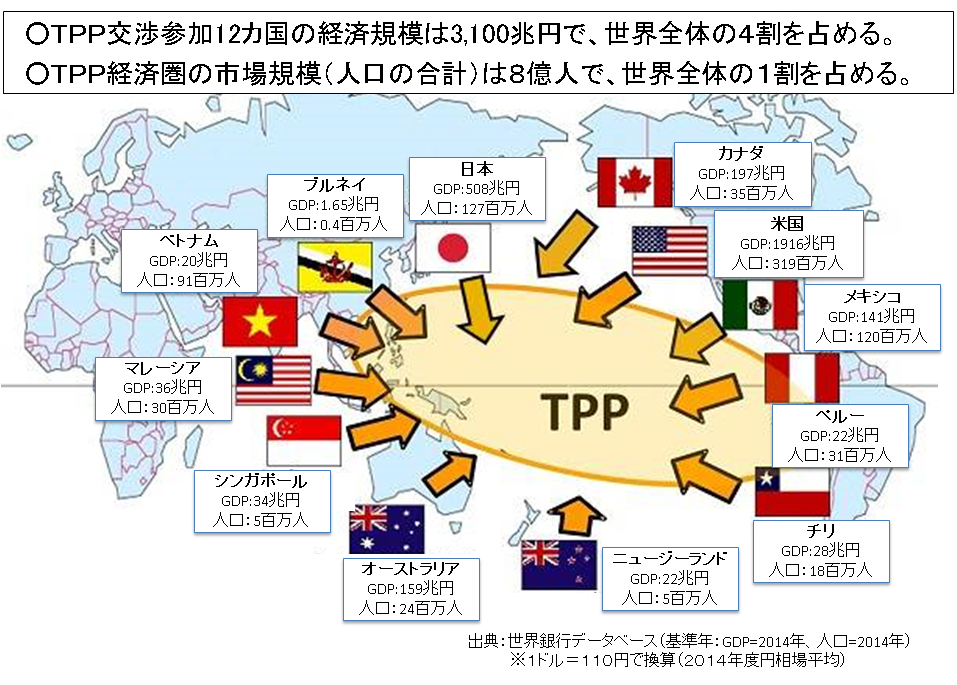 ○TPP交渉参加12カ国の経済規模は3,100兆円で、世界全体の4割を占める。
○TPP経済圏の市場規模（人口の合計）は８億人で、世界全体の１割を占める。
カナダ
GDP:197兆円
人口：35百万人
日本
GDP:508兆円
人口：127百万人
ブルネイ
GDP:1.65兆円
人口：0.4百万人
米国
GDP:1916兆円
人口：319百万人
ベトナム
GDP:20兆円
人口：91百万人
メキシコ
GDP:141兆円
人口：120百万人
マレーシア
GDP:36兆円
人口：30百万人
TPP
ペルー
GDP:22兆円
人口：31百万人
シンガポール
GDP:34兆円
人口：5百万人
チリ
GDP:28兆円
人口：18百万人
オーストラリア
GDP:159兆円
人口：24百万人
ニュージーランド
GDP:22兆円
人口：5百万人
出典：世界銀行データベース（基準年：GDP=2014年、人口=2014年）
※１ドル＝１１０円で換算（２０１４年度円相場平均）